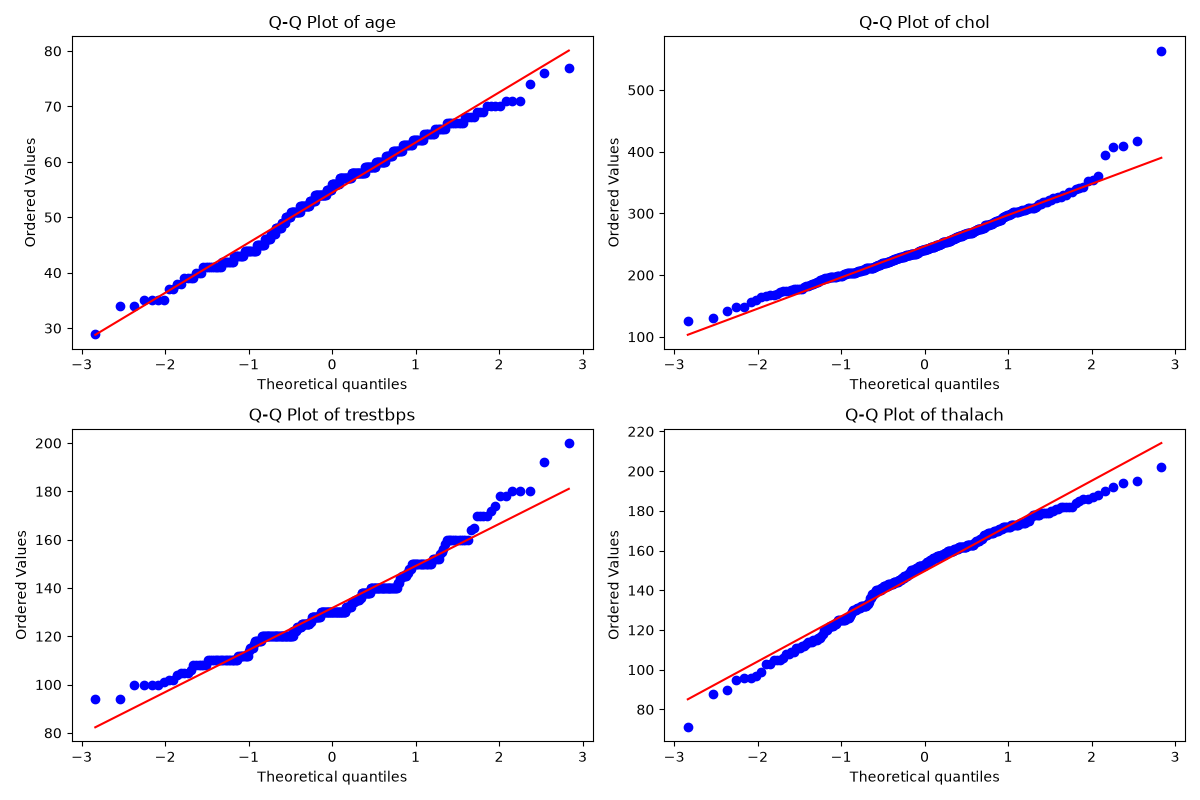 Q-Q Plot of age
80
70
60
50
40
30
Ordered Values
−3 −2 −1 0 1 2 3
Theoretical quantiles
Q-Q Plot of chol
500
400
300
200
100
Ordered Values
−3 −2 −1 0 1 2 3
Theoretical quantiles
Q-Q Plot of trestbps
200
180
160
140
120
100
80
Ordered Values
−3 −2 −1 0 1 2 3
Theoretical quantiles
Q-Q Plot of thalach
220
200
180
160
140
120
100
80
Ordered Values
−3 −2 −1 0 1 2 3
Theoretical quantiles